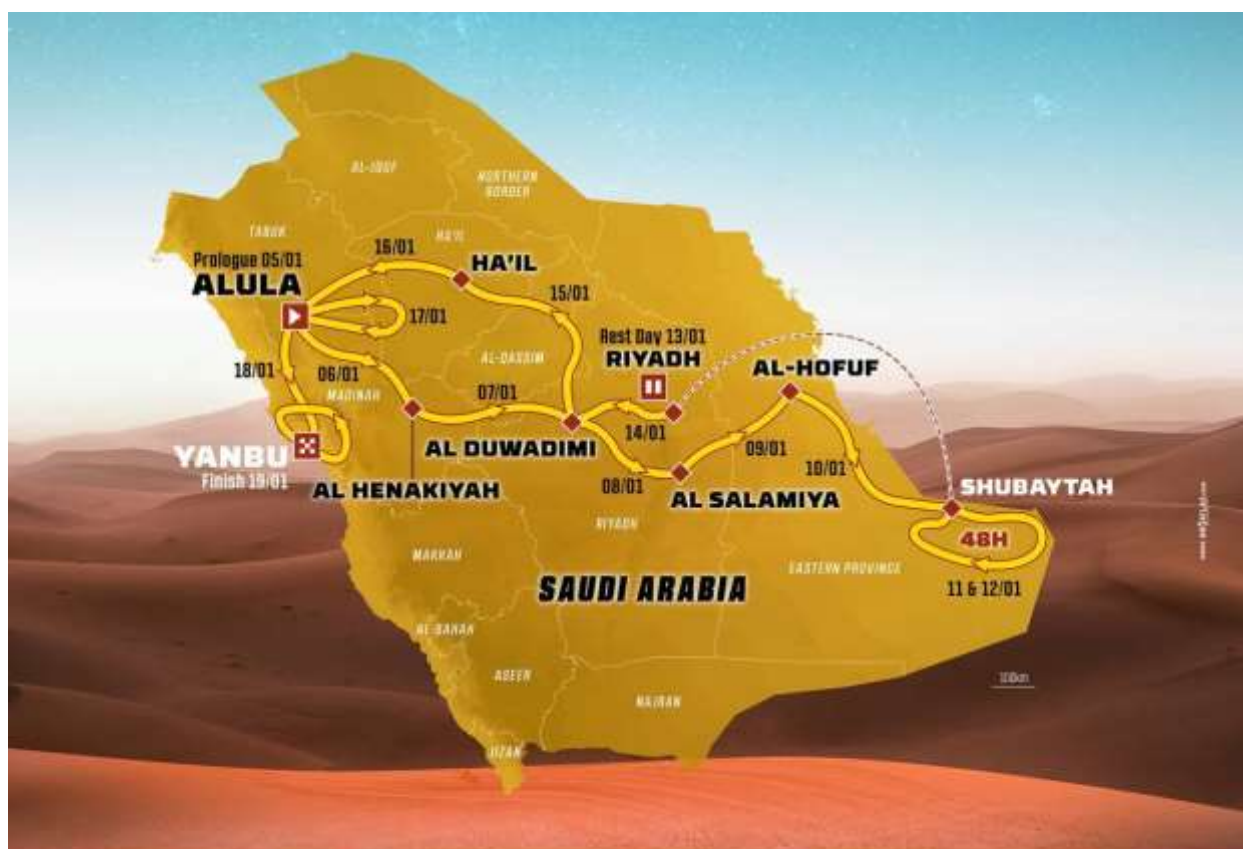 AL-JOUF
NORTHERN
BORDER
TABUK
HA'IL
Prologue 05/01
ALULA
16/01
HA'IL
15/01
17/01
Rest Day 13/01
RIYADH
AL-QASSIM
18/01
06/01
MADINAH
07/01
14/01
AL-HOFUF
YANBU
Finish 19/01
AL HENAKIYAH
AL DUWADIMI
08/01
AL SALAMIYA
09/01
10/01
SHUBAYTAH
48H
11 & 12/01
RIYADH
EASTERN PROVINCE
MAKKAH
SAUDI ARABIA
AL-BAHAH
ASEER
NAJRAN
JIZAN
100km